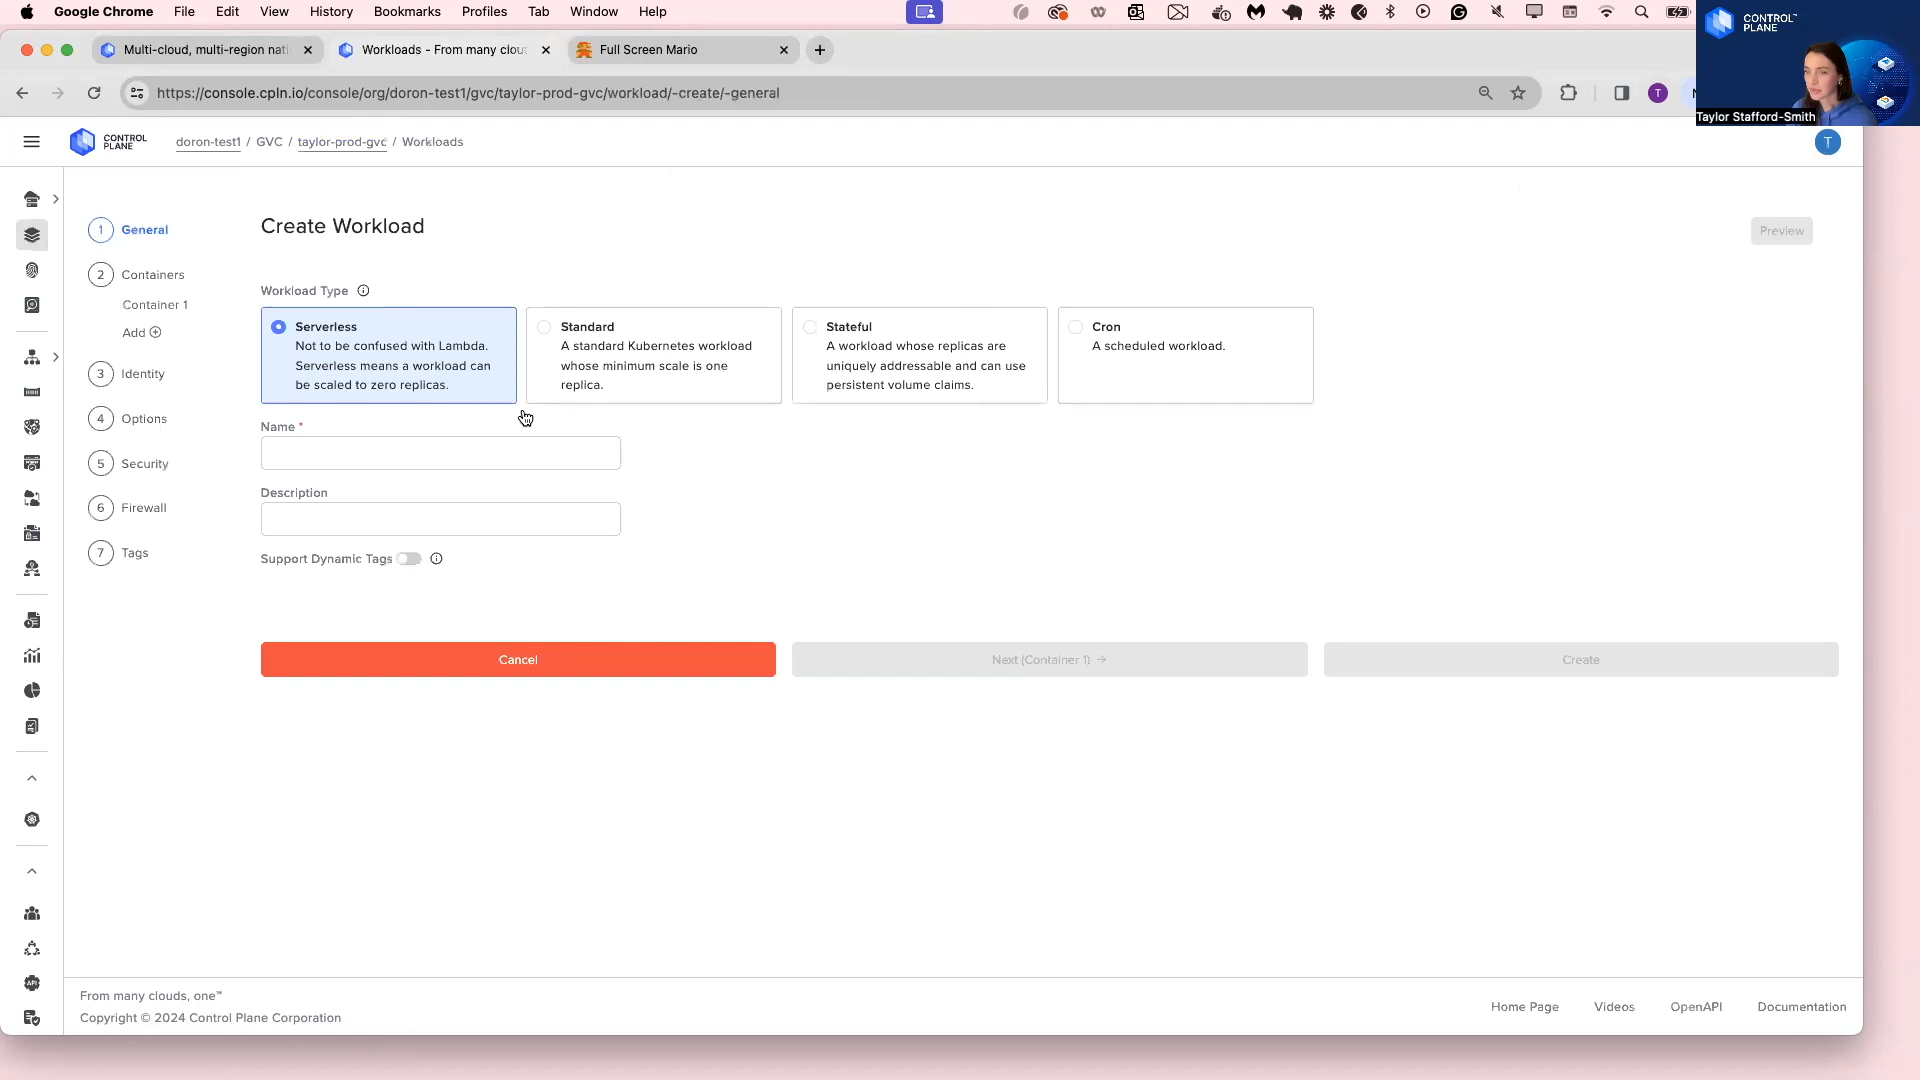 Google Chrome File Edit View History Bookmarks Profiles Tab Window Help
Multi-cloud, multi-region nati
Workloads - From many clou
Full Screen Mario
https://console.cpln.io/console/org/doron-test1/gvc/taylor-prod-gvc/workload/-create/-general
T
CONTROL PLANE™
Taylor Stafford-Smith
CONTROL PLANE
doron-test1 / GVC / taylor-prod-gvc / Workloads
T
1 General
2 Containers
Container 1
Add
3 Identity
4 Options
5 Security
6 Firewall
7 Tags
Create Workload
Preview
Workload Type
Serverless
Not to be confused with Lambda.
Serverless means a workload can
be scaled to zero replicas.
Standard
A standard Kubernetes workload
whose minimum scale is one
replica.
Stateful
A workload whose replicas are
uniquely addressable and can use
persistent volume claims.
Cron
A scheduled workload.
Name *
Description
Support Dynamic Tags
Cancel
Next (Container 1) →
Create
API
From many clouds, one™
Copyright © 2024 Control Plane Corporation
Home Page
Videos
OpenAPI
Documentation